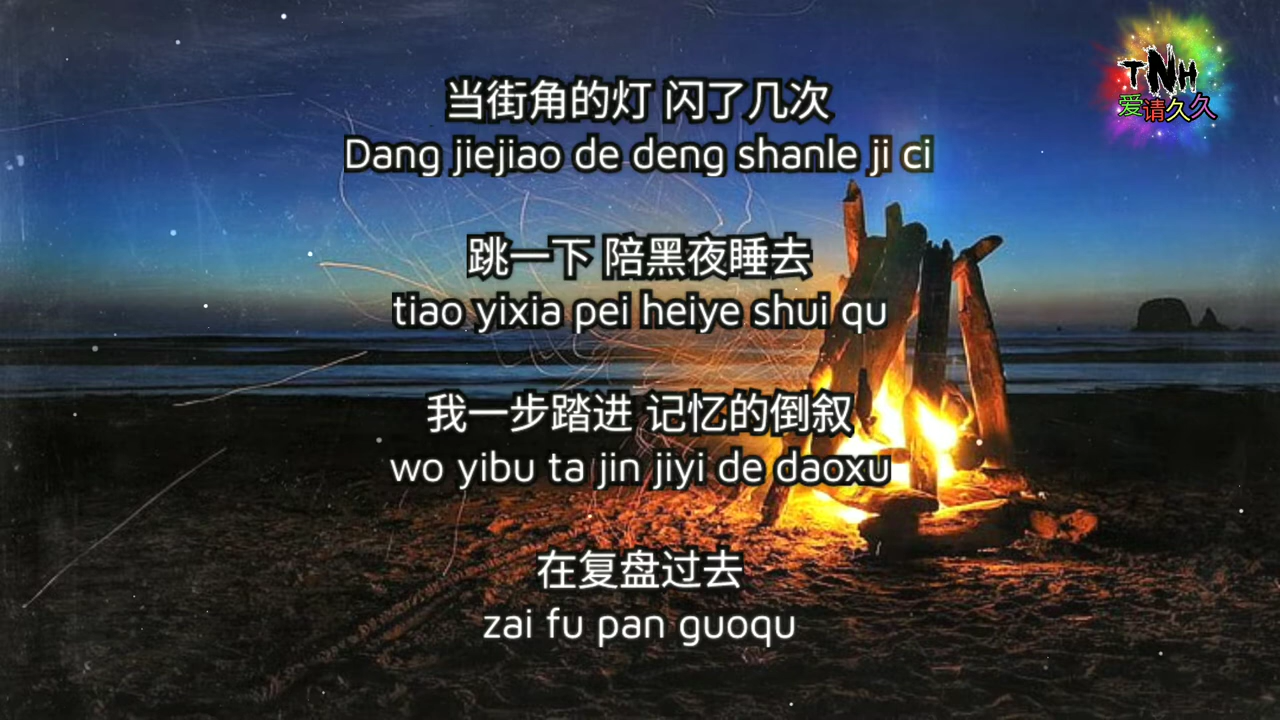 TNH
爱请久久
当街角的灯 闪了几次
Dang jiejiao de deng shanle ji ci
跳一下 陪黑夜睡去
tiao yixia pei heiye shui qu
我一步踏进 记忆的倒叙
wo yibu ta jin jiyi de daoxu
在复盘过去
zai fu pan guoqu